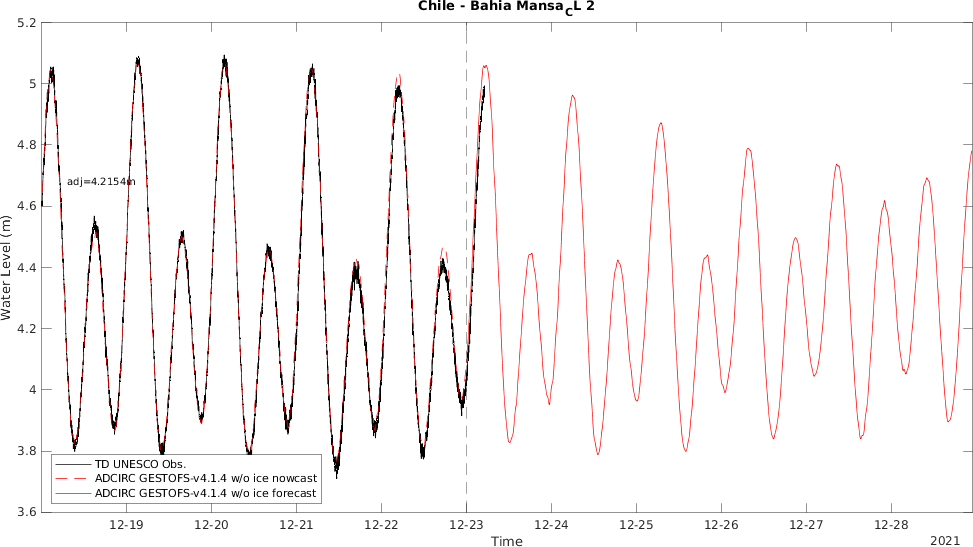 Chile - Bahia Mansa_CL 2
5.2
5
4.8
4.6
4.4
4.2
4
3.8
3.6
Water Level (m)
adj=4.2154m
TD UNESCO Obs.
ADCIRC GESTOFS-v4.1.4 w/o ice nowcast
ADCIRC GESTOFS-v4.1.4 w/o ice forecast
12-19 12-20 12-21 12-22 12-23 12-24 12-25 12-26 12-27 12-28
Time
2021